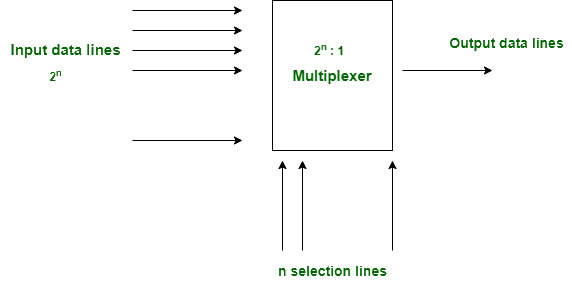 Input data lines
2ⁿ
2ⁿ : 1
Multiplexer
Output data lines
n selection lines